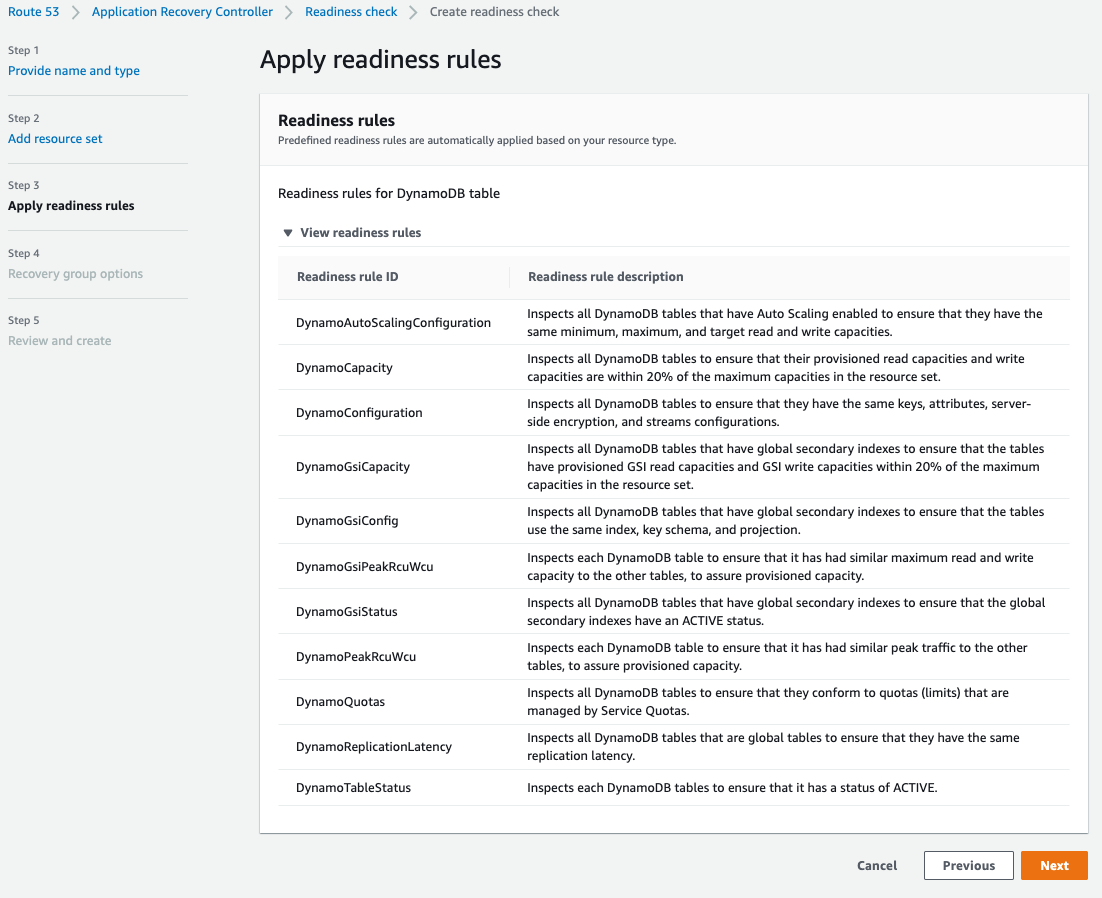 Route 53 > Application Recovery Controller > Readiness check > Create readiness check
Step 1
Provide name and type
Step 2
Add resource set
Step 3
Apply readiness rules
Step 4
Recovery group options
Step 5
Review and create
Apply readiness rules
Readiness rules
Predefined readiness rules are automatically applied based on your resource type.
Readiness rules for DynamoDB table
▼ View readiness rules
Readiness rule ID
Readiness rule description
DynamoAutoScalingConfiguration
Inspects all DynamoDB tables that have Auto Scaling enabled to ensure that they have the
same minimum, maximum, and target read and write capacities.
DynamoCapacity
Inspects all DynamoDB tables to ensure that their provisioned read capacities and write
capacities are within 20% of the maximum capacities in the resource set.
DynamoConfiguration
Inspects all DynamoDB tables to ensure that they have the same keys, attributes, server-
side encryption, and streams configurations.
DynamoGsiCapacity
Inspects all DynamoDB tables that have global secondary indexes to ensure that the tables
have provisioned GSI read capacities and GSI write capacities within 20% of the maximum
capacities in the resource set.
DynamoGsiConfig
Inspects all DynamoDB tables that have global secondary indexes to ensure that the tables
use the same index, key schema, and projection.
DynamoGsiPeakRcuWcu
Inspects each DynamoDB table to ensure that it has had similar maximum read and write
capacity to the other tables, to assure provisioned capacity.
DynamoGsiStatus
Inspects all DynamoDB tables that have global secondary indexes to ensure that the global
secondary indexes have an ACTIVE status.
DynamoPeakRcuWcu
Inspects each DynamoDB table to ensure that it has had similar peak traffic to the other
tables, to assure provisioned capacity.
DynamoQuotas
Inspects all DynamoDB tables to ensure that they conform to quotas (limits) that are
managed by Service Quotas.
DynamoReplicationLatency
Inspects all DynamoDB tables that are global tables to ensure that they have the same
replication latency.
DynamoTableStatus
Inspects each DynamoDB tables to ensure that it has a status of ACTIVE.
Cancel
Previous
Next